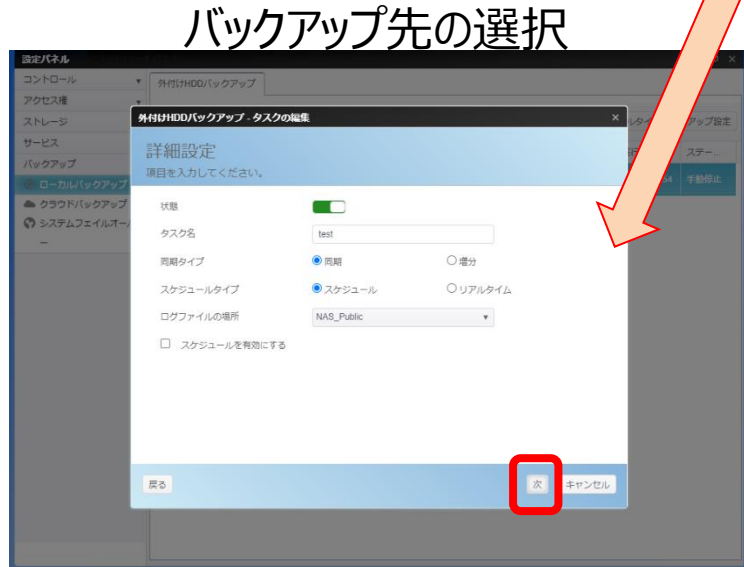 バックアップ先の選択
設定パネル
コントロール
外付けHDDバックアップ
アクセス権
ストレージ
サービス
バックアップ
ローカルバックアップ
クラウドバックアップ
システムフェイルオー
ー
アップ設定
ステー...
手動停止
外付けHDDバックアップ - タスクの編集
詳細設定
項目を入力してください。
状態
タスク名 test
同期タイプ 同期 増分
スケジュールタイプ スケジュール リアルタイム
ログファイルの場所 NAS_Public
スケジュールを有効にする
戻る 次 キャンセル